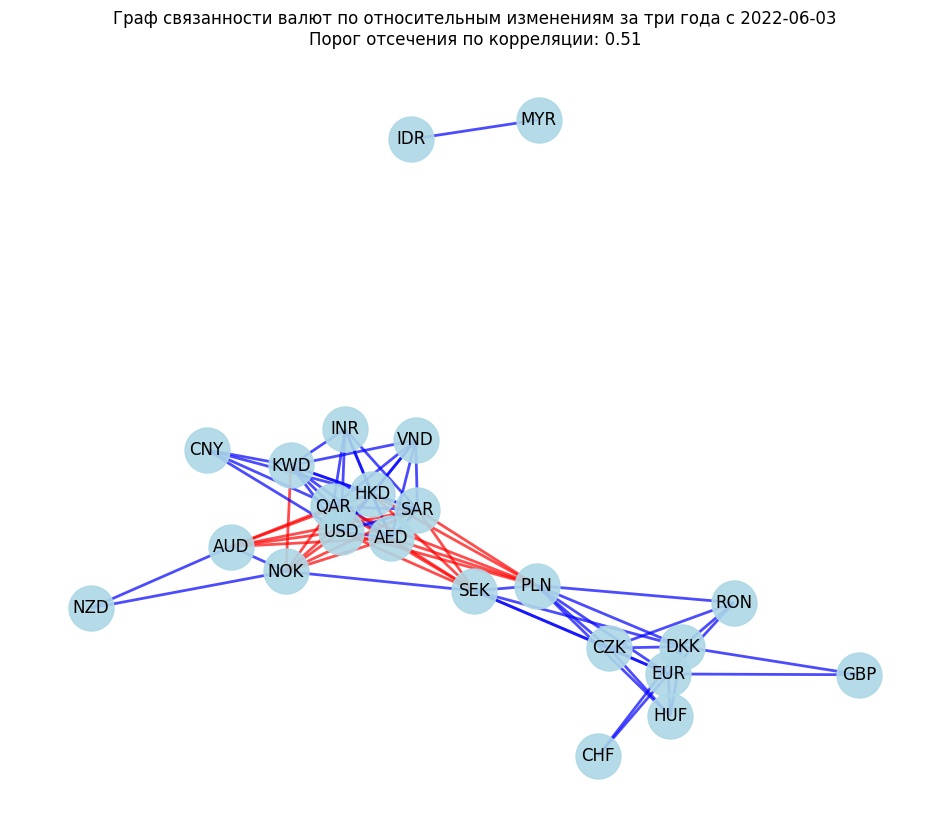 Граф связанности валют по относительным изменениям за три года с 2022-06-03
Порог отсечения по корреляции: 0.51
MYR
IDR
INR
VND
CNY
KWD
HKD
QAR
SAR
USD
AED
AUD
NOK
PLN
SEK
RON
NZD
CZK
DKK
EUR
GBP
HUF
CHF